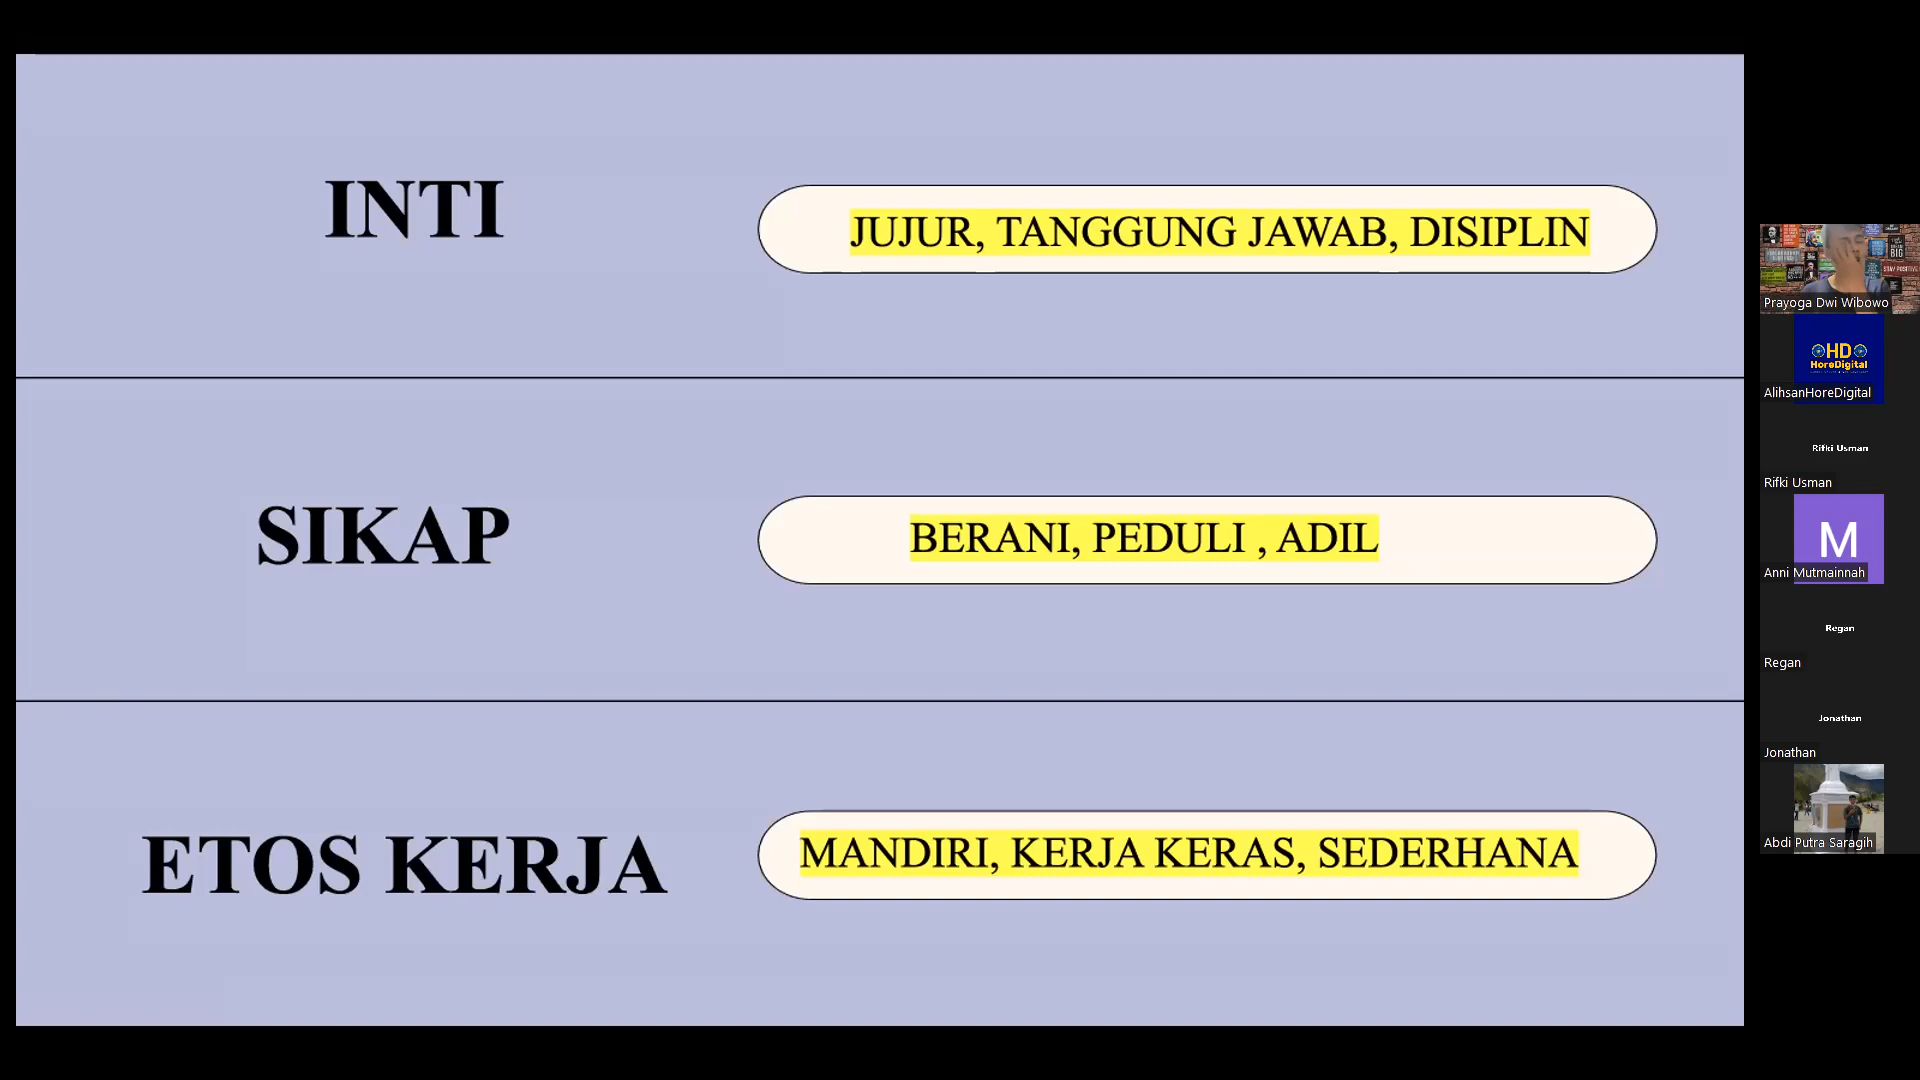 INTI
JUJUR, TANGGUNG JAWAB, DISIPLIN
SIKAP
BERANI, PEDULI , ADIL
ETOS KERJA
MANDIRI, KERJA KERAS, SEDERHANA
Prayoga Dwi Wibowo
HD
HoreDigital
AlihsanHoreDigital
Rifki Usman
Rifki Usman
M
Anni Mutmainnah
Regan
Regan
Jonathan
Jonathan
Abdi Putra Saragih